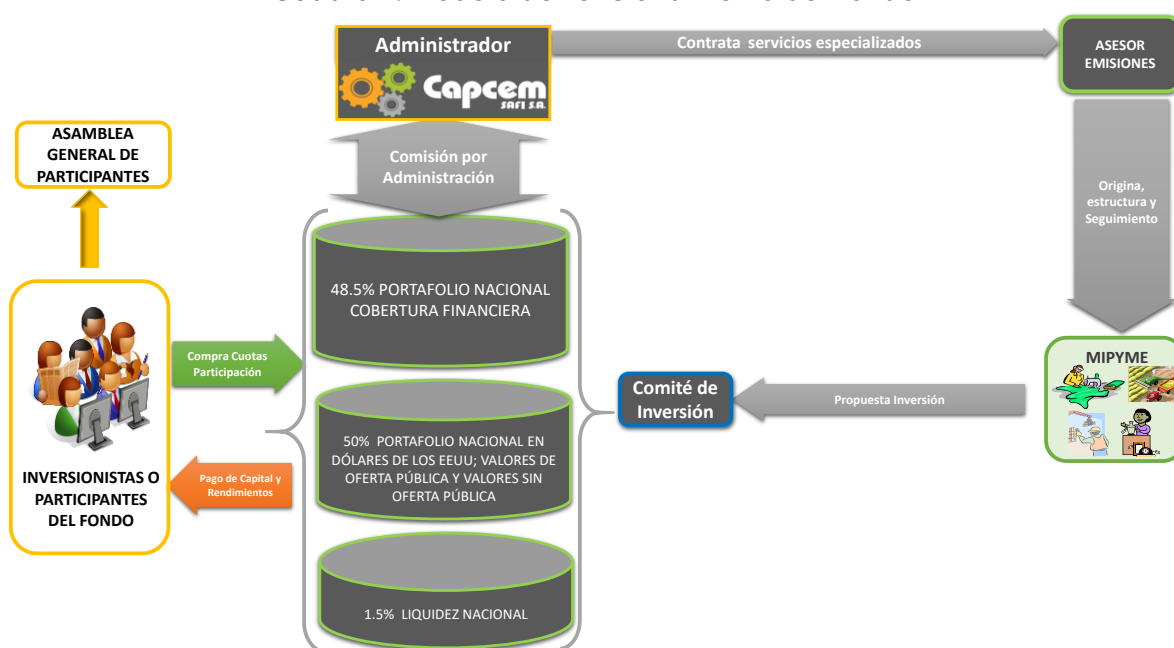 Administrador
Capcem
SAFI S.A.
Contrata servicios especializados
ASESOR
EMISIONES
ASAMBLEA
GENERAL DE
PARTICIPANTES
Comisión por
Administración
Origina,
estructura y
Seguimiento
48.5% PORTAFOLIO NACIONAL
COBERTURA FINANCIERA
Compra Cuotas
Participación
INVERSIONISTAS O
PARTICIPANTES
DEL FONDO
Pago de Capital y
Rendimientos
50% PORTAFOLIO NACIONAL EN
DÓLARES DE LOS EEUU; VALORES DE
OFERTA PÚBLICA Y VALORES SIN
OFERTA PÚBLICA
1.5% LIQUIDEZ NACIONAL
Comité de
Inversión
Propuesta Inversión
MIPYME